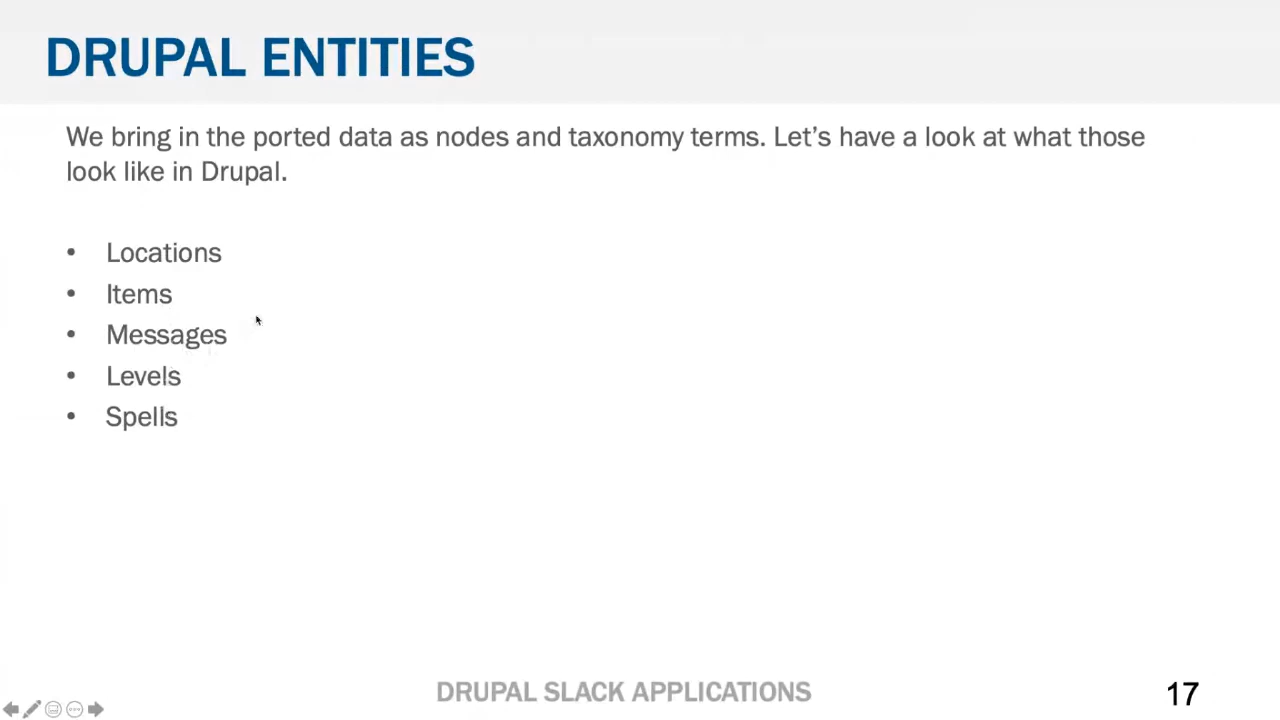 DRUPAL ENTITIES
We bring in the ported data as nodes and taxonomy terms. Let's have a look at what those
look like in Drupal.
• Locations
• Items
• Messages
• Levels
• Spells
DRUPAL SLACK APPLICATIONS
17